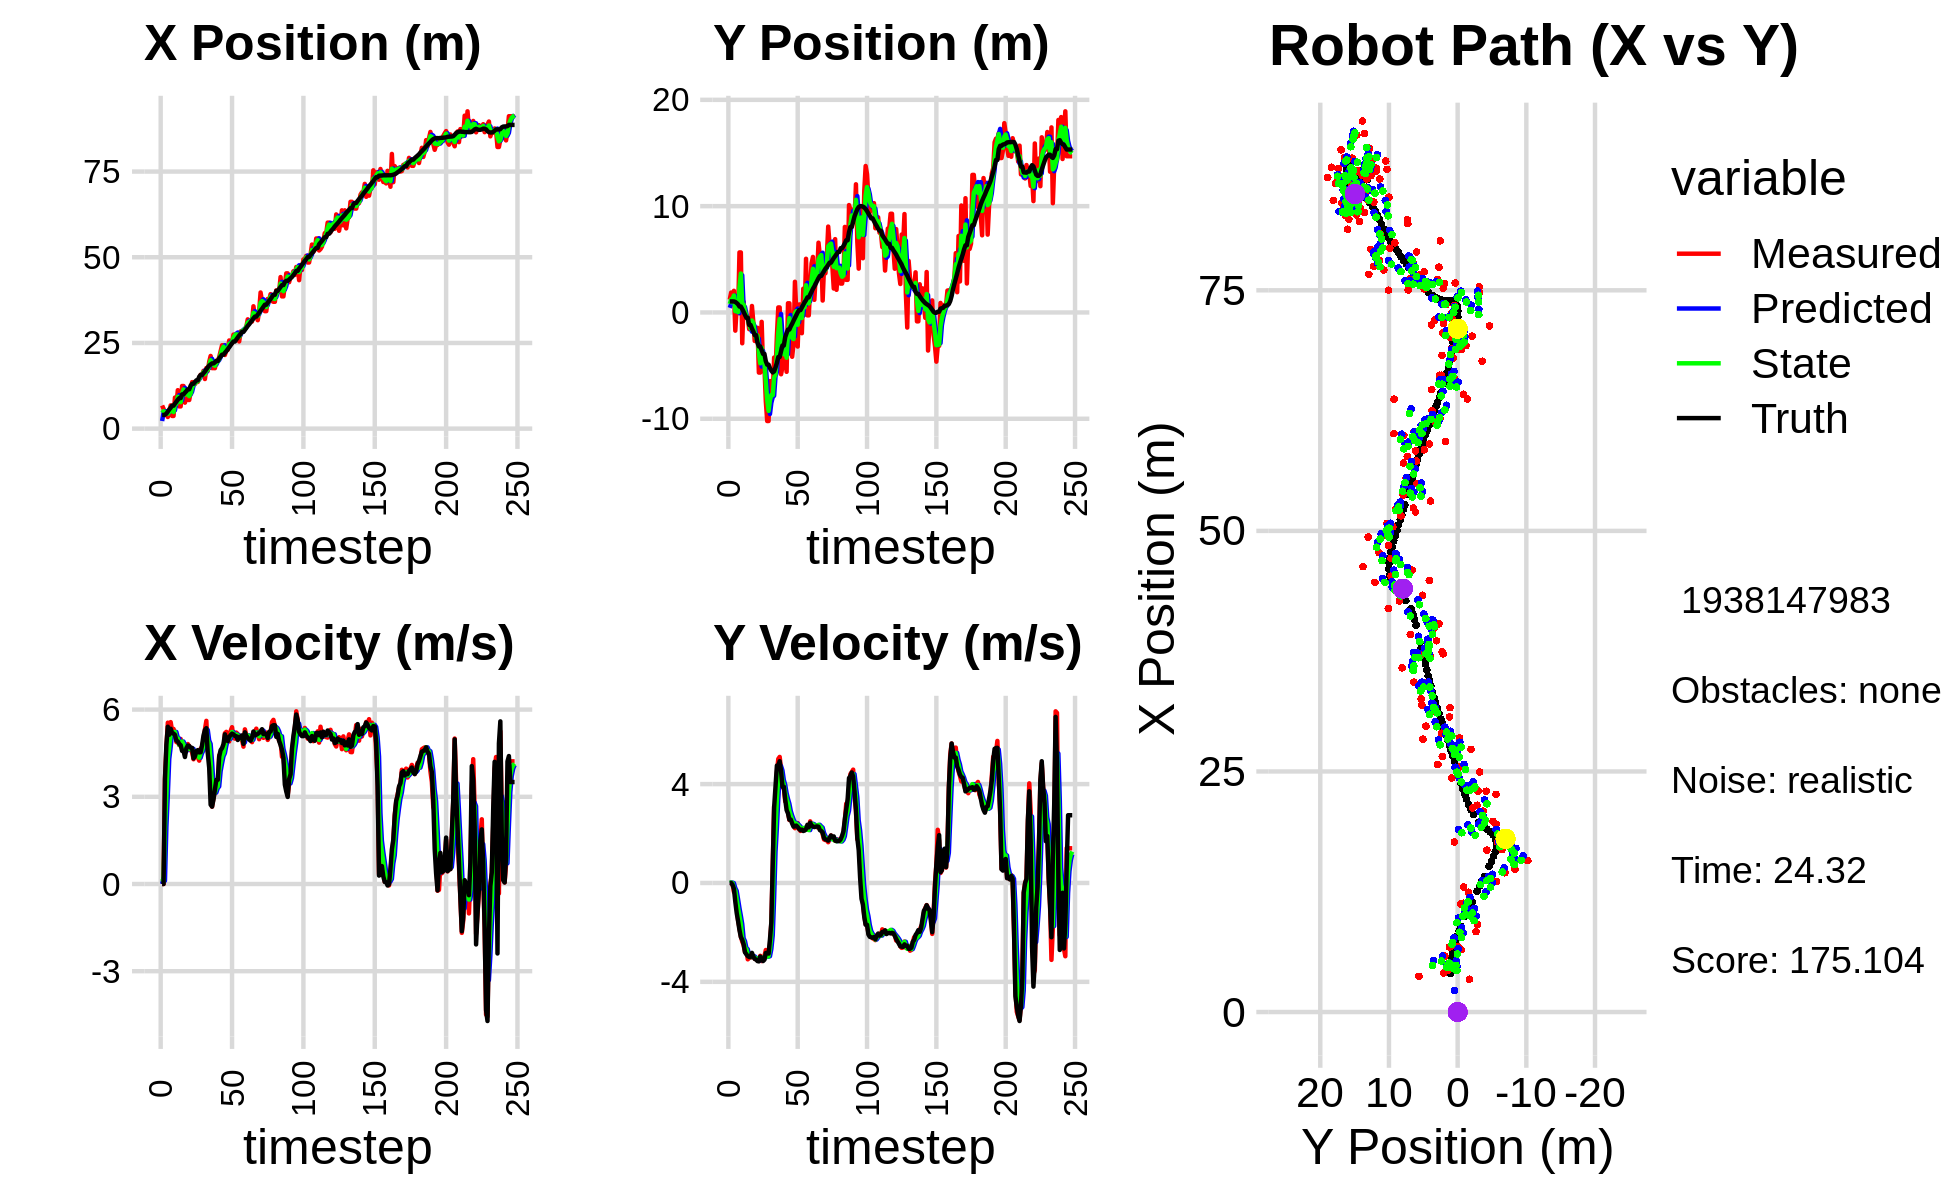 X Position (m)
75
50
25
0
0 50 100 150 200 250
timestep
Y Position (m)
20
10
0
-10
0 50 100 150 200 250
timestep
X Velocity (m/s)
6
3
0
-3
0 50 100 150 200 250
timestep
Y Velocity (m/s)
4
0
-4
0 50 100 150 200 250
timestep
Robot Path (X vs Y)
X Position (m)
75
50
25
0
20 10 0 -10 -20
Y Position (m)
variable
Measured
Predicted
State
Truth
1938147983
Obstacles: none
Noise: realistic
Time: 24.32
Score: 175.104